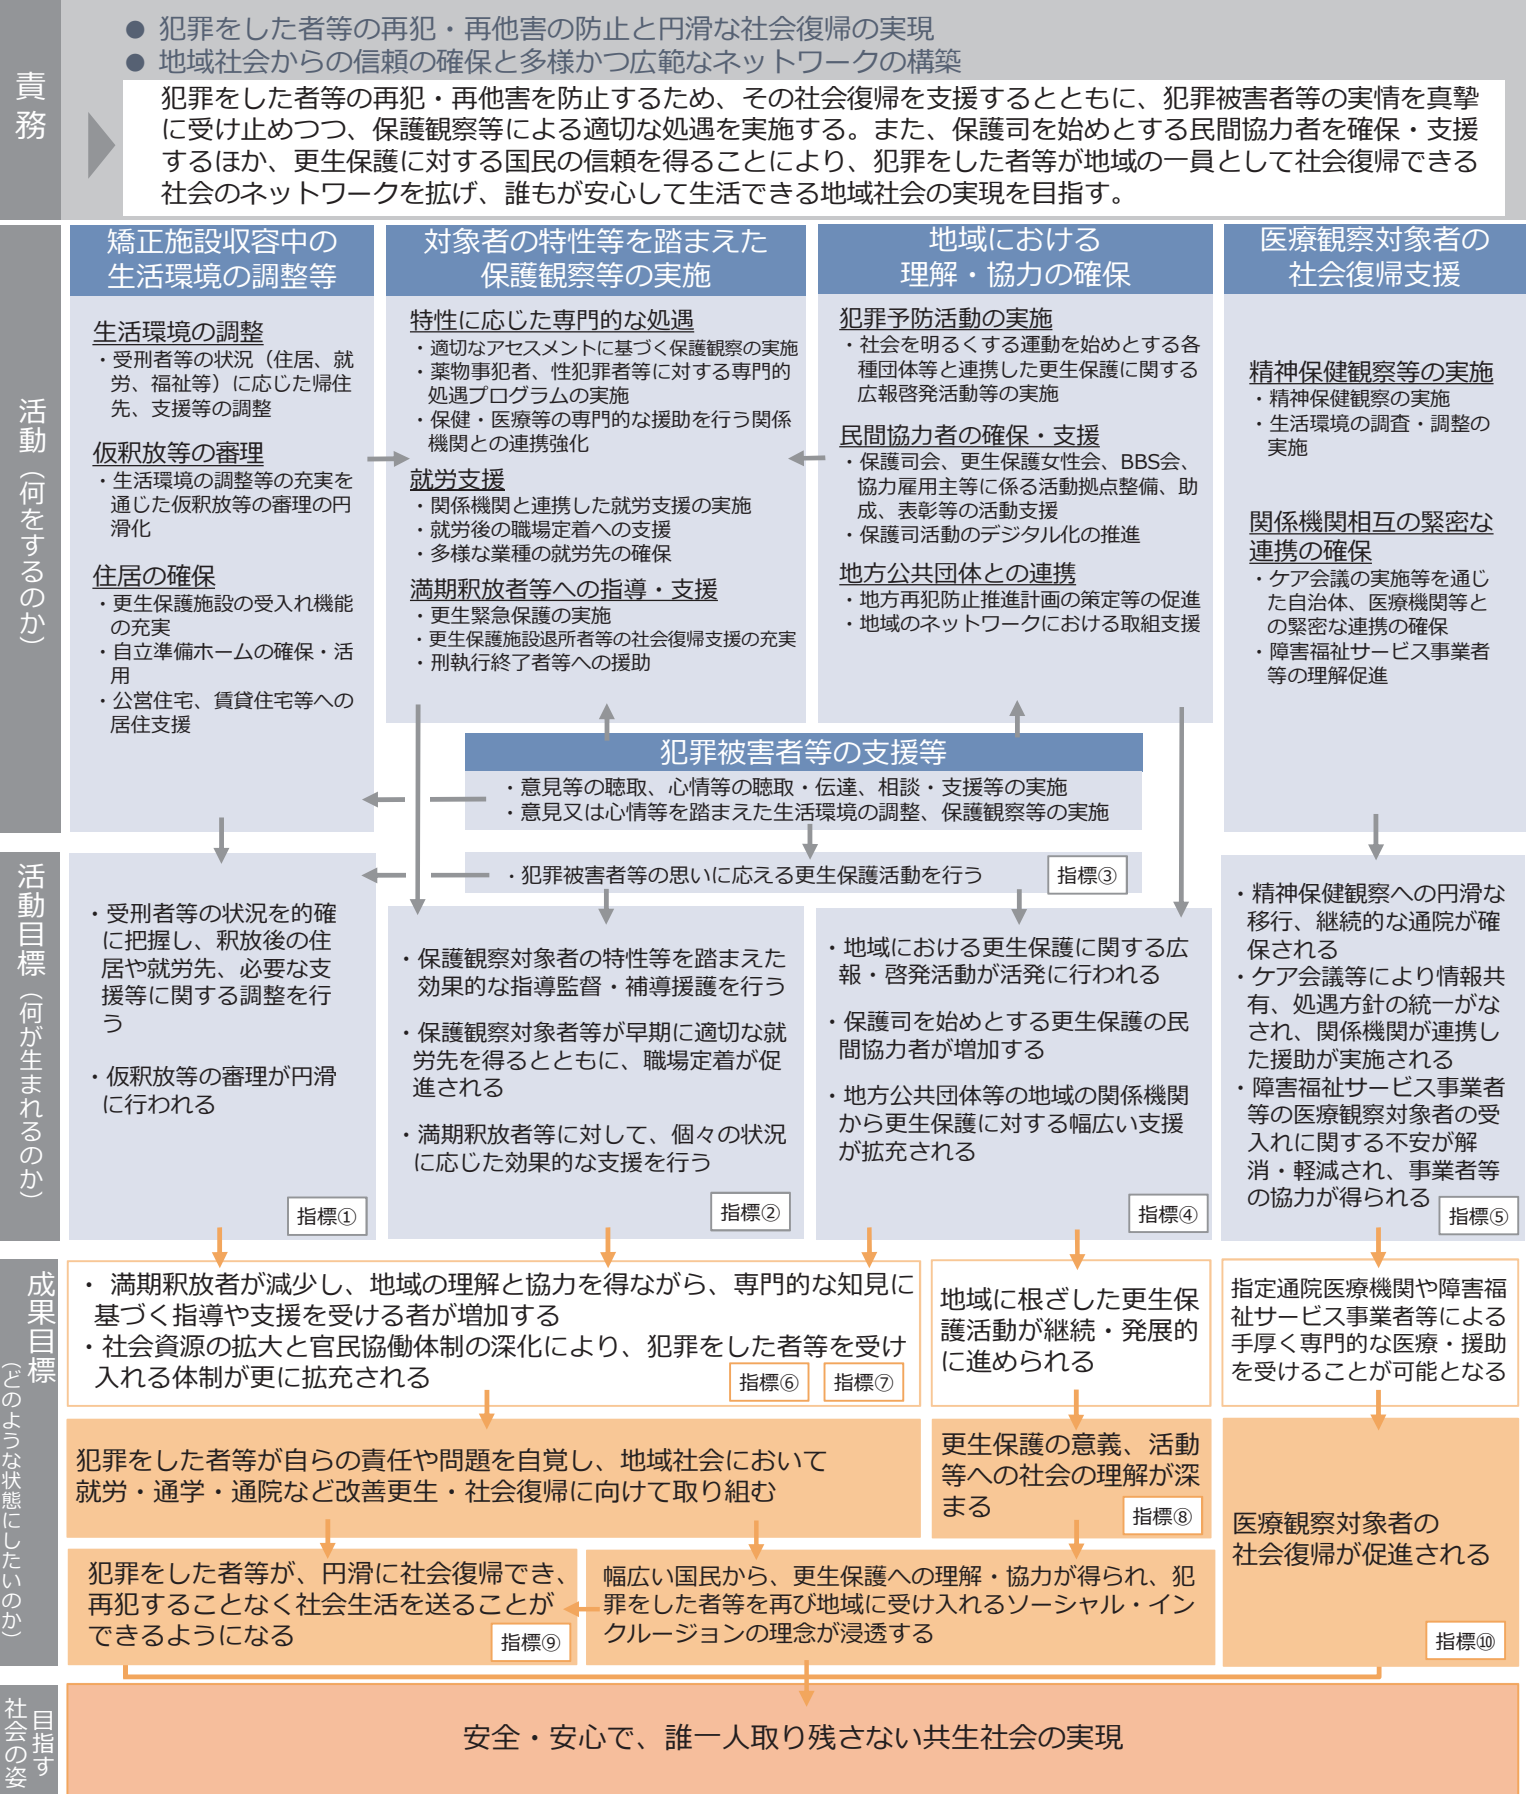 責務
● 犯罪をした者等の再犯・再他害の防止と円滑な社会復帰の実現
● 地域社会からの信頼の確保と多様かつ広範なネットワークの構築
犯罪をした者等の再犯・再他害を防止するため、その社会復帰を支援するとともに、犯罪被害者等の実情を真摯
に受け止めつつ、保護観察等による適切な処遇を実施する。また、保護司を始めとする民間協力者を確保・支援
するほか、更生保護に対する国民の信頼を得ることにより、犯罪をした者等が地域の一員として社会復帰できる
社会のネットワークを拡げ、誰もが安心して生活できる地域社会の実現を目指す。
活動（何をするのか）
矯正施設収容中の
生活環境の調整等
生活環境の調整
・受刑者等の状況（住居、就
労、福祉等）に応じた帰住
先、支援等の調整
仮釈放等の審理
・生活環境の調整等の充実を
通じた仮釈放等の審理の円
滑化
住居の確保
・更生保護施設の受入れ機能
の充実
・自立準備ホームの確保・活
用
・公営住宅、賃貸住宅等への
居住支援
対象者の特性等を踏まえた
保護観察等の実施
特性に応じた専門的な処遇
・適切なアセスメントに基づく保護観察の実施
・薬物事犯者、性犯罪者等に対する専門的
処遇プログラムの実施
・保健・医療等の専門的な援助を行う関係
機関との連携強化
就労支援
・関係機関と連携した就労支援の実施
・就労後の職場定着への支援
・多様な業種の就労先の確保
満期釈放者等への指導・支援
・更生緊急保護の実施
・更生保護施設退所者等の社会復帰支援の充実
・刑執行終了者等への援助
地域における
理解・協力の確保
犯罪予防活動の実施
・社会を明るくする運動を始めとする各
種団体等と連携した更生保護に関する
広報啓発活動等の実施
民間協力者の確保・支援
・保護司会、更生保護女性会、BBS会、
協力雇用主等に係る活動拠点整備、助
成、表彰等の活動支援
・保護司活動のデジタル化の推進
地方公共団体との連携
・地方再犯防止推進計画の策定等の促進
・地域のネットワークにおける取組支援
医療観察対象者の
社会復帰支援
精神保健観察等の実施
・精神保健観察の実施
・生活環境の調査・調整の
実施
関係機関相互の緊密な
連携の確保
・ケア会議の実施等を通じ
た自治体、医療機関等と
の緊密な連携の確保
・障害福祉サービス事業者
等の理解促進
犯罪被害者等の支援等
・意見等の聴取、心情等の聴取・伝達、相談・支援等の実施
・意見又は心情等を踏まえた生活環境の調整、保護観察等の実施
活動目標（何が生まれるのか）
・犯罪被害者等の思いに応える更生保護活動を行う
指標③
・受刑者等の状況を的確
に把握し、釈放後の住
居や就労先、必要な支
援等に関する調整を行
う
・仮釈放等の審理が円滑
に行われる
指標①
・保護観察対象者の特性等を踏まえた
効果的な指導監督・補導援護を行う
・保護観察対象者等が早期に適切な就
労先を得るとともに、職場定着が促
進される
・満期釈放者等に対して、個々の状況
に応じた効果的な支援を行う
指標②
・地域における更生保護に関する広
報・啓発活動が活発に行われる
・保護司を始めとする更生保護の民
間協力者が増加する
・地方公共団体等の地域の関係機関
から更生保護に対する幅広い支援
が拡充される
指標④
・精神保健観察への円滑な
移行、継続的な通院が確
保される
・ケア会議等により情報共
有、処遇方針の統一がな
され、関係機関が連携し
た援助が実施される
・障害福祉サービス事業者
等の医療観察対象者の受
入れに関する不安が解
消・軽減され、事業者等
の協力が得られる
指標⑤
成果目標
（どのような状態にしたいのか）
・ 満期釈放者が減少し、地域の理解と協力を得ながら、専門的な知見に
基づく指導や支援を受ける者が増加する
・社会資源の拡大と官民協働体制の深化により、犯罪をした者等を受け
入れる体制が更に拡充される
指標⑥
指標⑦
地域に根ざした更生保
護活動が継続・発展的
に進められる
指定通院医療機関や障害福
祉サービス事業者等による
手厚く専門的な医療・援助
を受けることが可能となる
犯罪をした者等が自らの責任や問題を自覚し、地域社会において
就労・通学・通院など改善更生・社会復帰に向けて取り組む
更生保護の意義、活動
等への社会の理解が深
まる
指標⑧
医療観察対象者の
社会復帰が促進される
指標⑩
犯罪をした者等が、円滑に社会復帰でき、
再犯することなく社会生活を送ることが
できるようになる
指標⑨
幅広い国民から、更生保護への理解・協力が得られ、犯
罪をした者等を再び地域に受け入れるソーシャル・イン
クルージョンの理念が浸透する
目指す
社会の姿
安全・安心で、誰一人取り残さない共生社会の実現